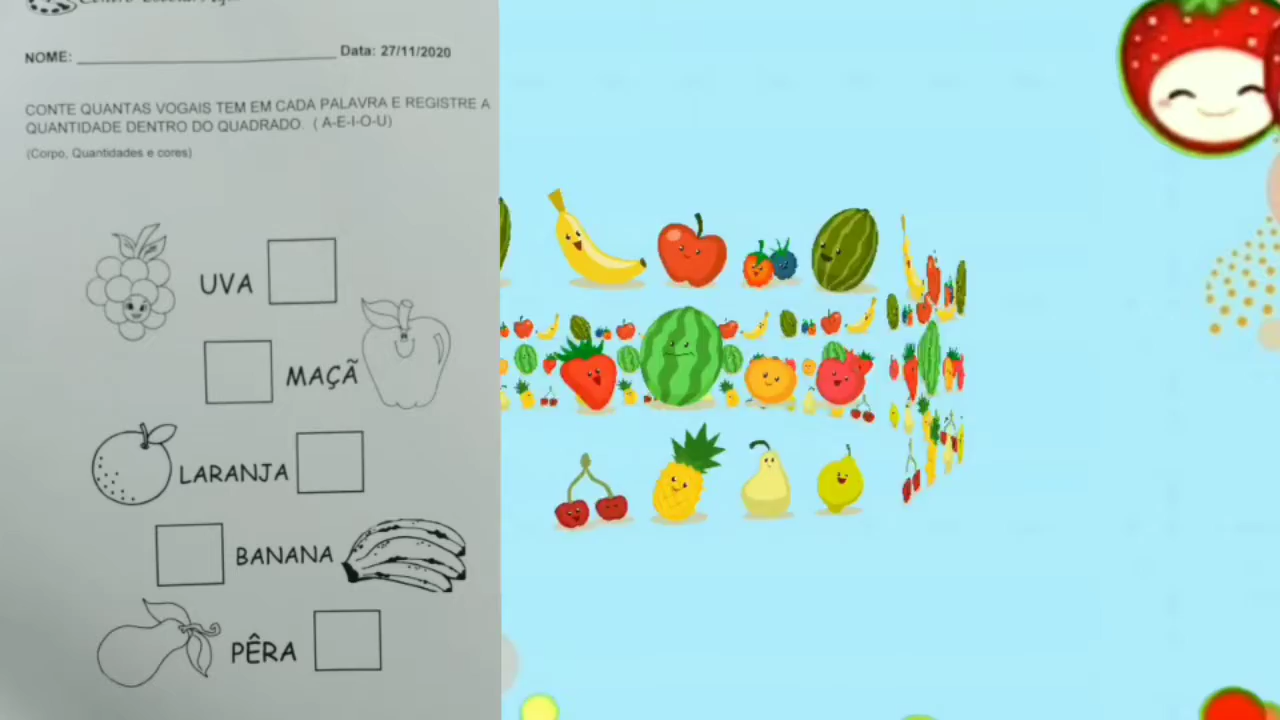 NOME: Data: 27/11/2020
CONTE QUANTAS VOGAIS TEM EM CADA PALAVRA E REGISTRE A
QUANTIDADE DENTRO DO QUADRADO. ( A-E-I-O-U)
(Corpo, Quantidades e cores)
UVA
MAÇÃ
LARANJA
BANANA
PÊRA